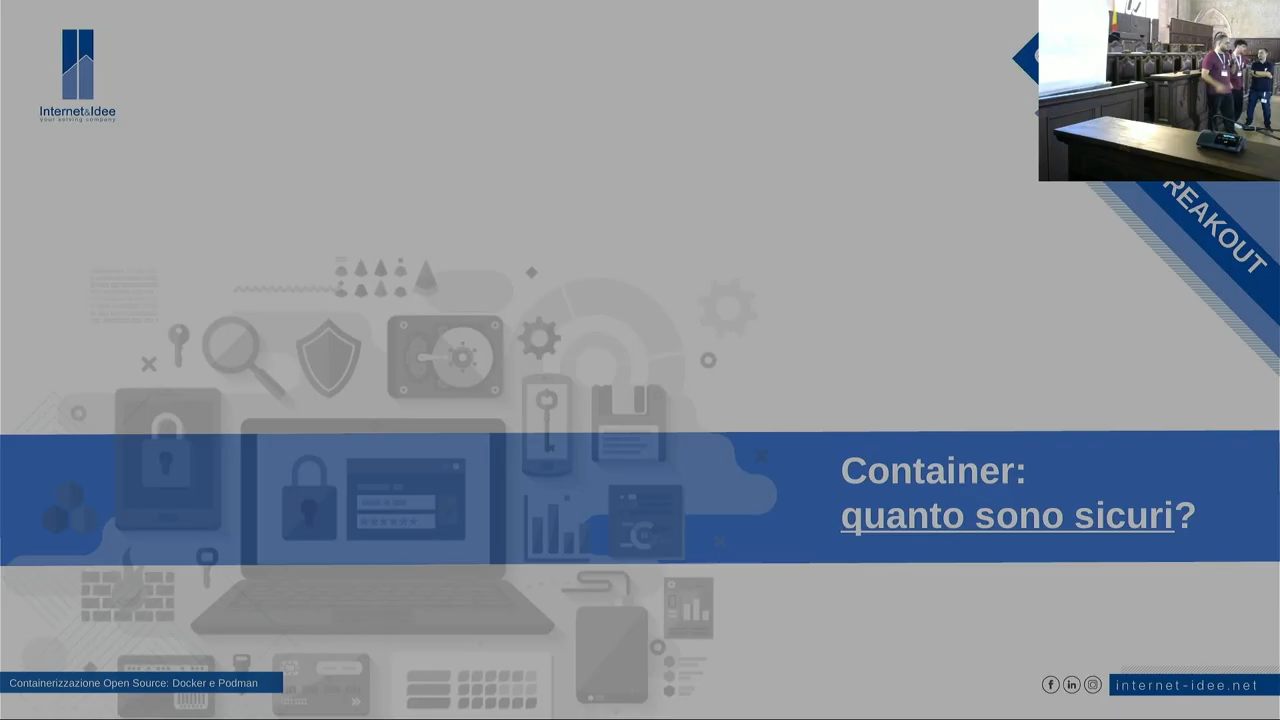 Internet&Idee
your solving company
REAKOUT
Container:
quanto sono sicuri?
Containerizzazione Open Source: Docker e Podman
internet-idee.net